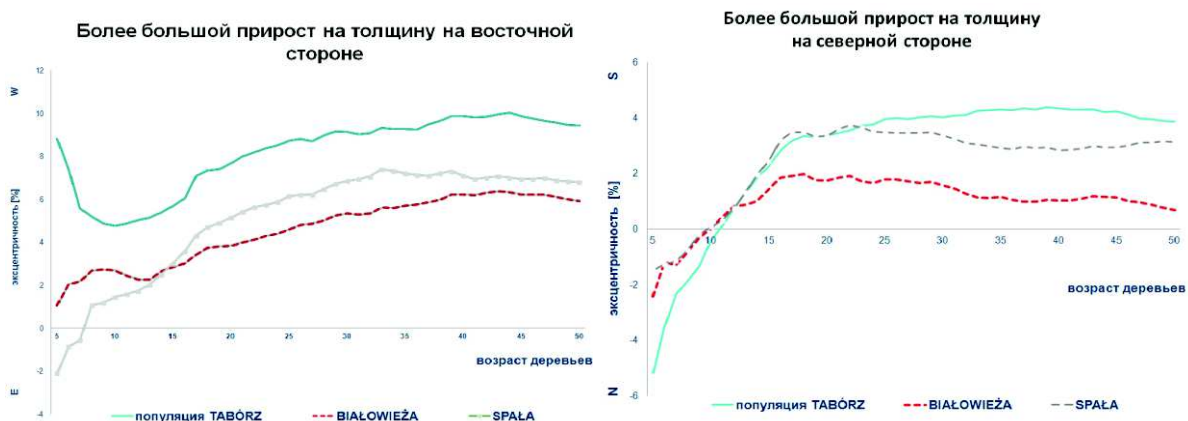 Более большой прирост на толщину на восточной
стороне
12
10
8
6
4
2
0
-2
-4
W
эксцентричность [%]
E
5 10 15 20 25 30 35 40 45 50
возраст деревьев
популяция TABÓRZ BIAŁOWIEŻA SPAŁA
Более большой прирост на толщину
на северной стороне
6
4
2
0
-2
-4
-6
S
эксцентричность [%]
N
5 10 15 20 25 30 35 40 45 50
возраст деревьев
популяция TABÓRZ BIAŁOWIEŻA SPAŁA